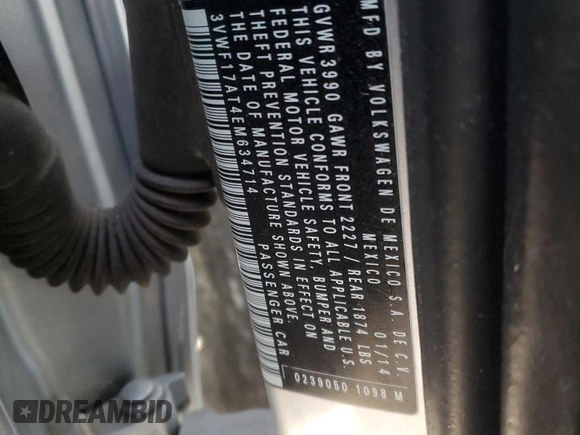 MFD BY VOLKSWAGEN DE MEXICO S.A. DE C.V.
MEXICO 01/14
GVWR 3990 GAWR FRONT 2227 / REAR 1874 LBS
THIS VEHICLE CONFORMS TO ALL APPLICABLE U.S.
FEDERAL MOTOR VEHICLE SAFETY, BUMPER AND
THEFT PREVENTION STANDARDS IN EFFECT ON
THE DATE OF MANUFACTURE SHOWN ABOVE.
3VWF17AT4EM634714 PASSENGER CAR
0239050 1098 M
DREAMBID